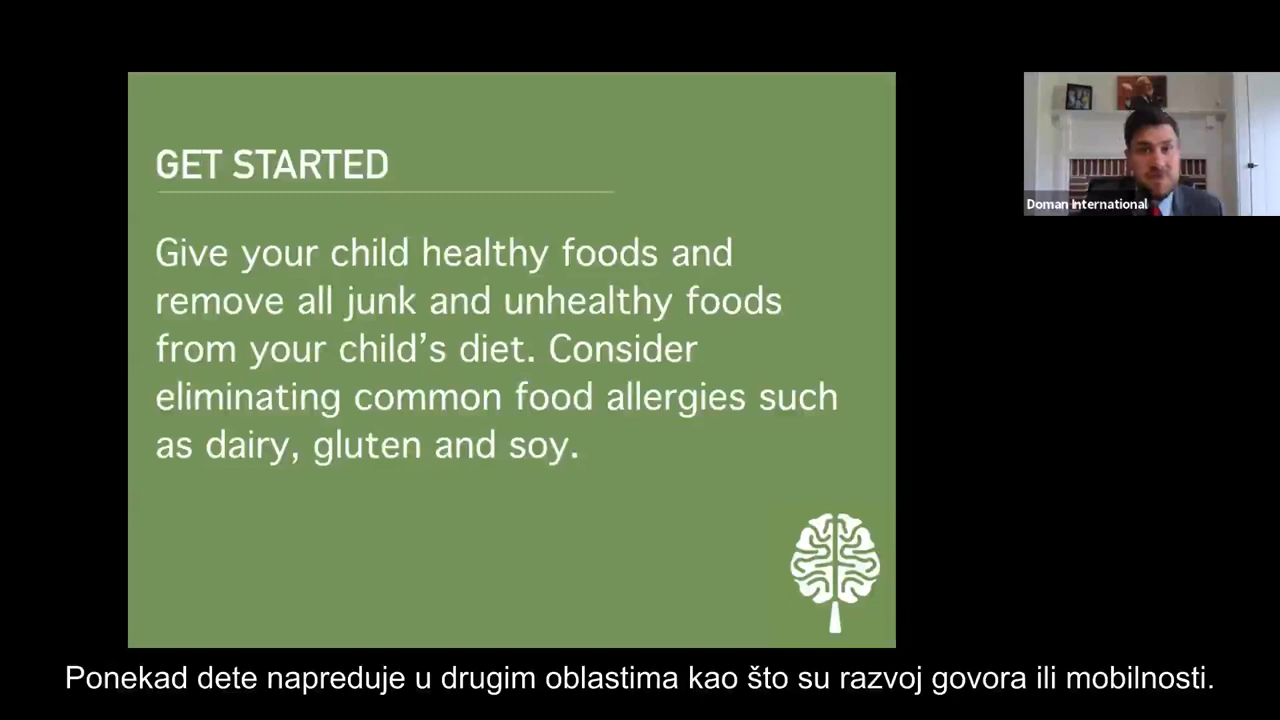 GET STARTED
Give your child healthy foods and
remove all junk and unhealthy foods
from your child’s diet. Consider
eliminating common food allergies such
as dairy, gluten and soy.
Doman International
Ponekad dete napreduje u drugim oblastima kao što su razvoj govora ili mobilnosti.